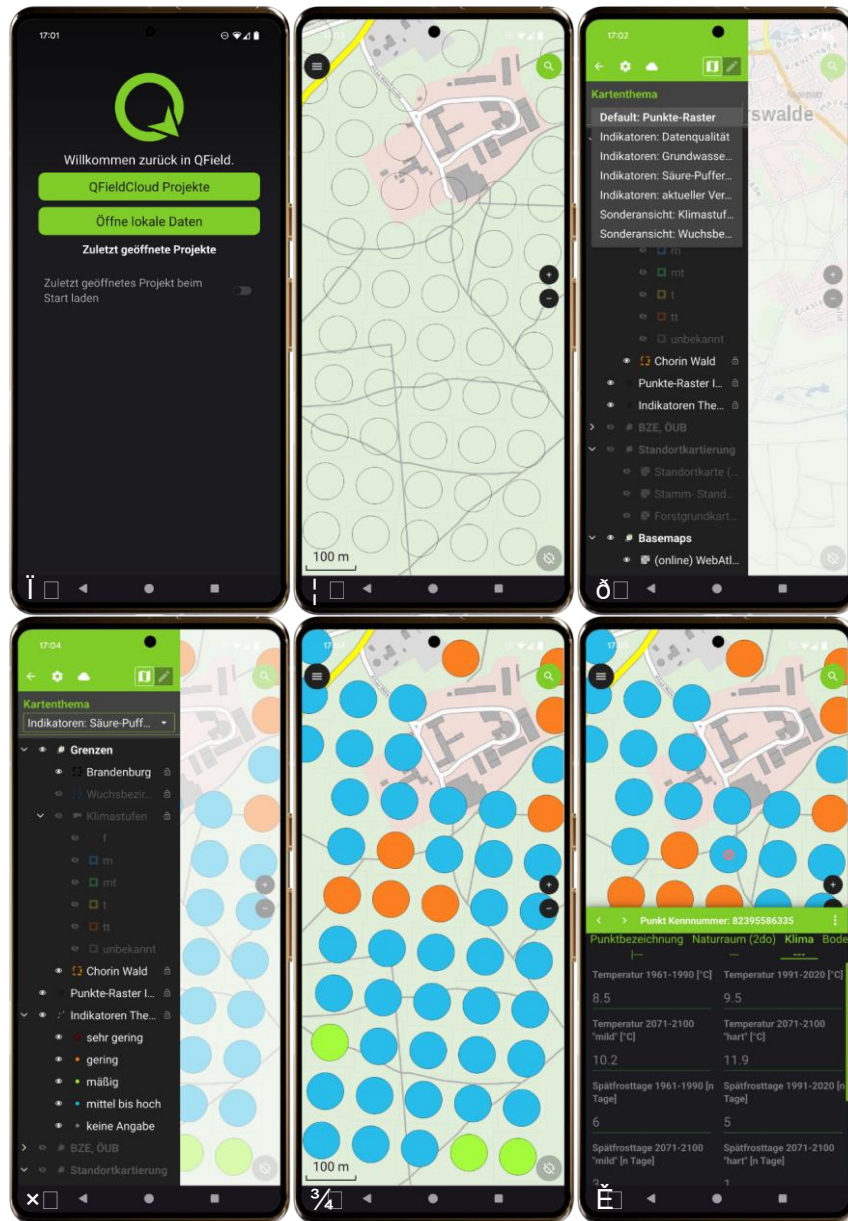 17:01
Willkommen zurück in QField.
QFieldCloud Projekte
Öffne lokale Daten
Zuletzt geöffnete Projekte
Zuletzt geöffnetes Projekt beim
Start laden
Ï
100 m
¦
17:02
Kartenthema
Default: Punkte-Raster
Indikatoren: Datenqualität
Indikatoren: Grundwasse...
Indikatoren: Säure-Puffer...
Indikatoren: aktueller Ver...
Sonderansicht: Klimastuf...
Sonderansicht: Wuchsbe...
rswalde
m
mt
t
tt
unbekannt
Chorin Wald
Punkte-Raster I...
Indikatoren The...
BZE, ÖUB
Standortkartierung
Standortkarte (...
Stamm- Stand...
Forstgrundkart...
Basemaps
(online) WebAtl...
ð
17:04
Kartenthema
Indikatoren: Säure-Puff...
Grenzen
Brandenburg
Wuchsbezir...
Klimastufen
f
m
mt
t
tt
unbekannt
Chorin Wald
Punkte-Raster I...
Indikatoren The...
sehr gering
gering
mäßig
mittel bis hoch
keine Angabe
BZE, ÖUB
Standortkartierung
×
100 m
¾
Punkt Kennnummer: 82395586335
Punktbezeichnung Naturraum (2do) Klima Bode
Temperatur 1961-1990 [°C] Temperatur 1991-2020 [°C]
8.5 9.5
Temperatur 2071-2100 Temperatur 2071-2100
"mild" [°C] "hart" [°C]
10.2 11.9
Spätfrosttage 1961-1990 [n Spätfrosttage 1991-2020 [n
Tage] Tage]
6 5
Spätfrosttage 2071-2100 Spätfrosttage 2071-2100
"mild" [n Tage] "hart" [n Tage]
Ě